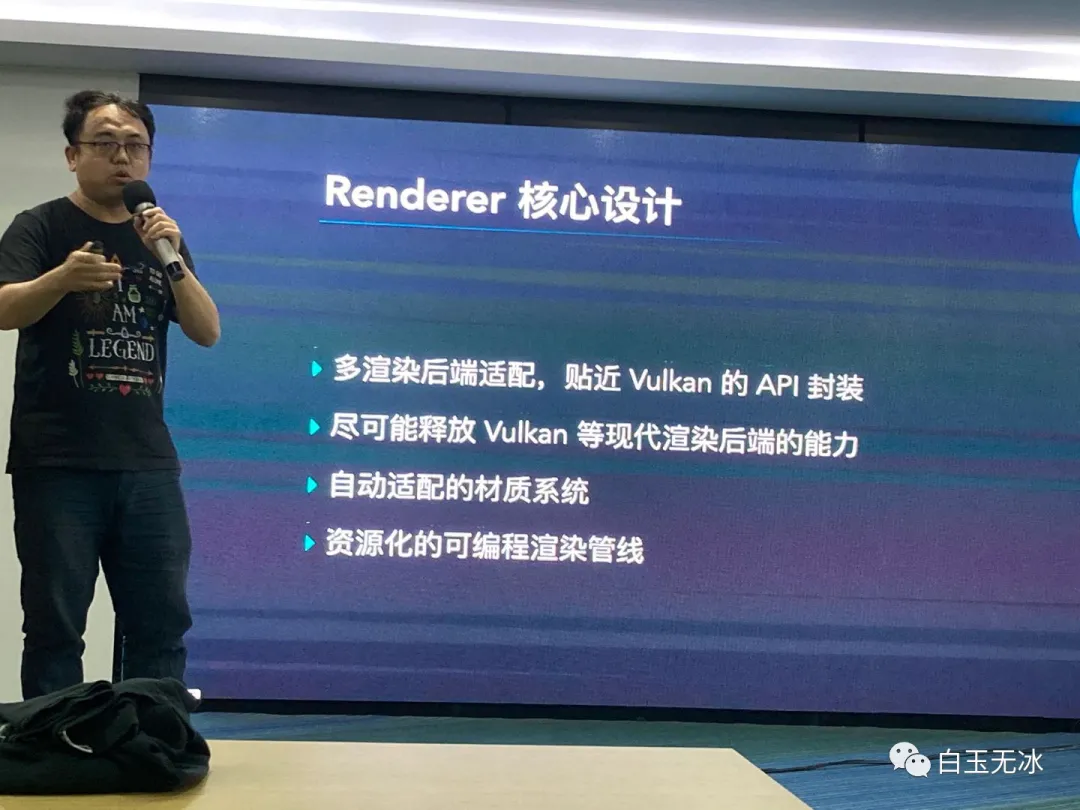 Renderer 核心设计
多渲染后端适配，贴近 Vulkan 的 API 封装
尽可能释放 Vulkan 等现代渲染后端的能力
自动适配的材质系统
资源化的可编程渲染管线
I
AM
A
LEGEND
白玉无冰